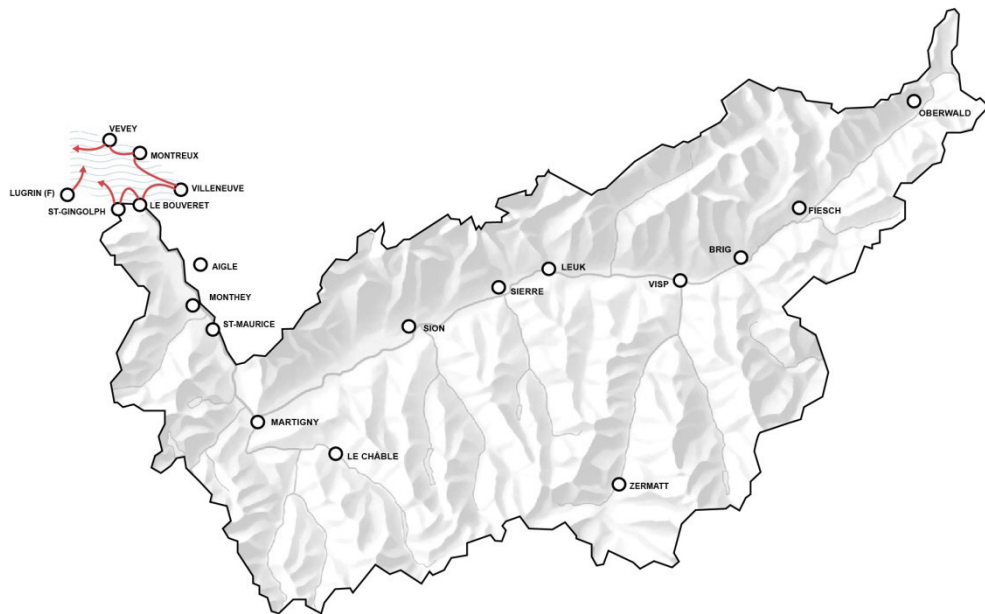 VEVEY
MONTREUX
LUGRIN (F)
VILLENEUVE
ST-GINGOLPH
LE BOUVERET
AIGLE
MONTHEY
ST-MAURICE
MARTIGNY
LE CHÂBLE
SION
SIERRE
LEUK
VISP
BRIG
FIESCH
OBERWALD
ZERMATT